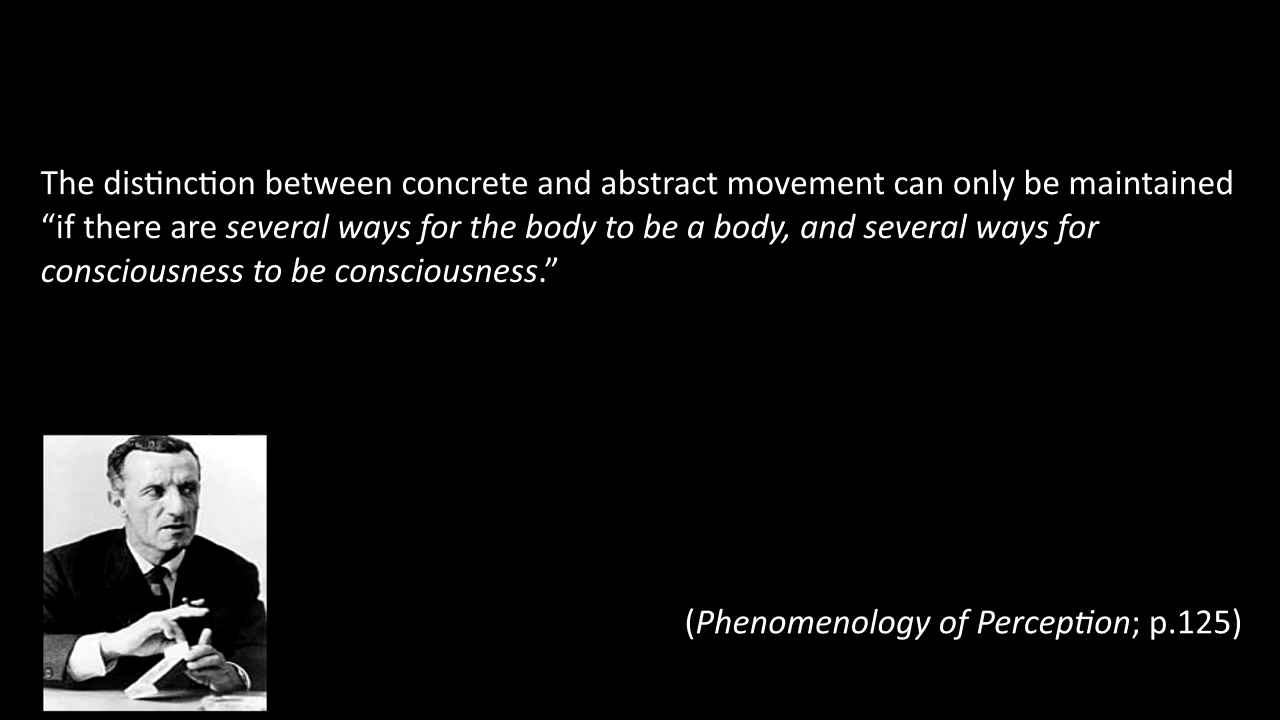 The distinction between concrete and abstract movement can only be maintained
“if there are several ways for the body to be a body, and several ways for
consciousness to be consciousness.”
(Phenomenology of Perception; p.125)